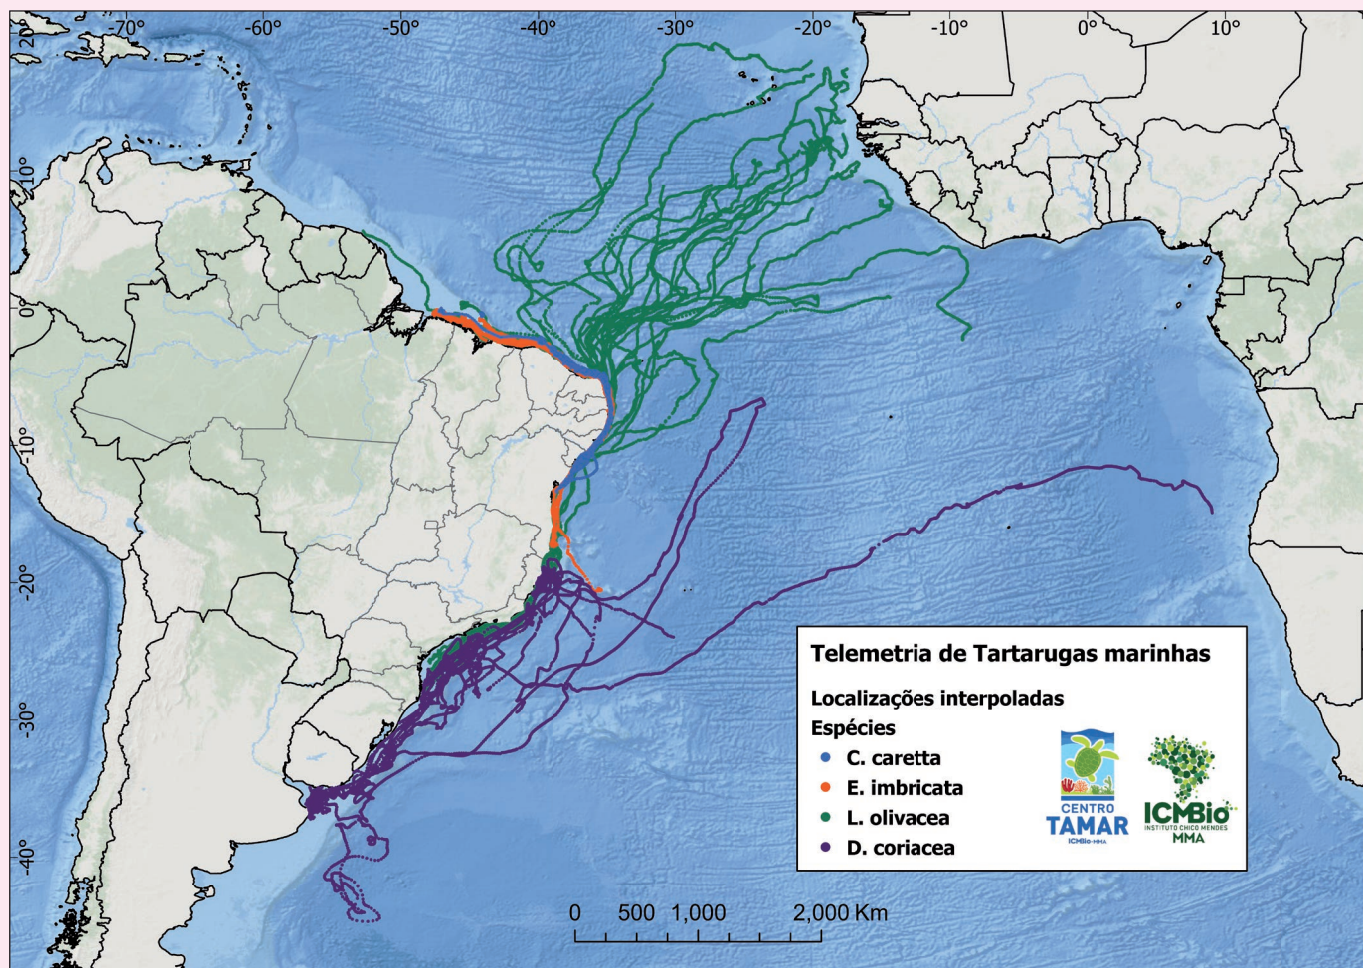 -70° -60° -50° -40° -30° -20° -10° 0° 10°
20°
10°
0°
-10°
-20°
-30°
-40°
Telemetria de Tartarugas marinhas
Localizações interpoladas
Espécies
C. caretta
E. imbricata
L. olivacea
D. coriacea
CENTRO
TAMAR
ICMBio-MMA
ICMBio
INSTITUTO CHICO MENDES
MMA
0 500 1,000 2,000 Km